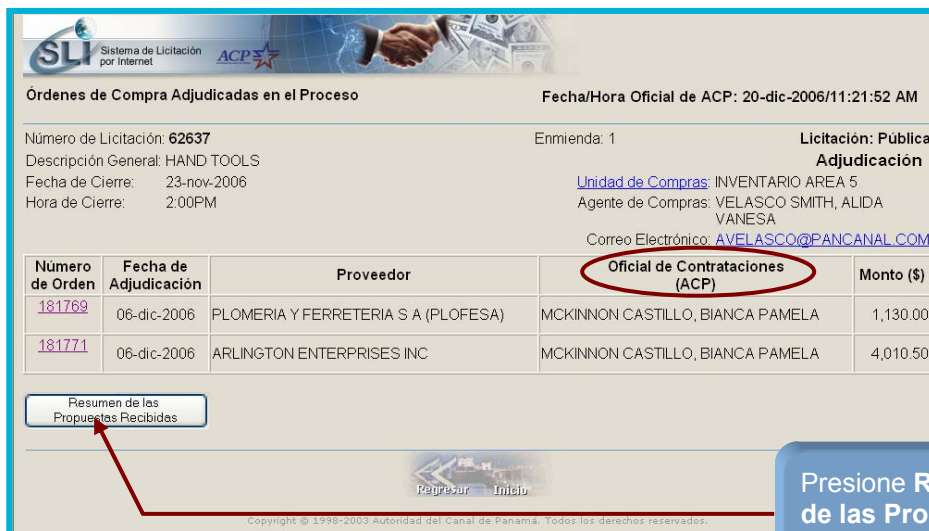 SLI Sistema de Licitación
por Internet
ACP
Órdenes de Compra Adjudicadas en el Proceso
Fecha/Hora Oficial de ACP: 20-dic-2006/11:21:52 AM
Número de Licitación: 62637
Enmienda: 1
Licitación: Pública
Descripción General: HAND TOOLS
Adjudicación
Fecha de Cierre: 23-nov-2006
Unidad de Compras: INVENTARIO AREA 5
Hora de Cierre: 2:00PM
Agente de Compras: VELASCO SMITH, ALIDA
VANESA
Correo Electrónico: AVELASCO@PANCANAL.COM
Número
de Orden
Fecha de
Adjudicación
Proveedor
Oficial de Contrataciones
(ACP)
Monto ($)
181769 06-dic-2006 PLOMERIA Y FERRETERIA S A (PLOFESA) MCKINNON CASTILLO, BIANCA PAMELA 1,130.00
181771 06-dic-2006 ARLINGTON ENTERPRISES INC MCKINNON CASTILLO, BIANCA PAMELA 4,010.50
Resumen de las
Propuestas Recibidas
Regresar Inicio
Presione R
de las Pro
Copyright © 1998-2003 Autoridad del Canal de Panamá. Todos los derechos reservados.